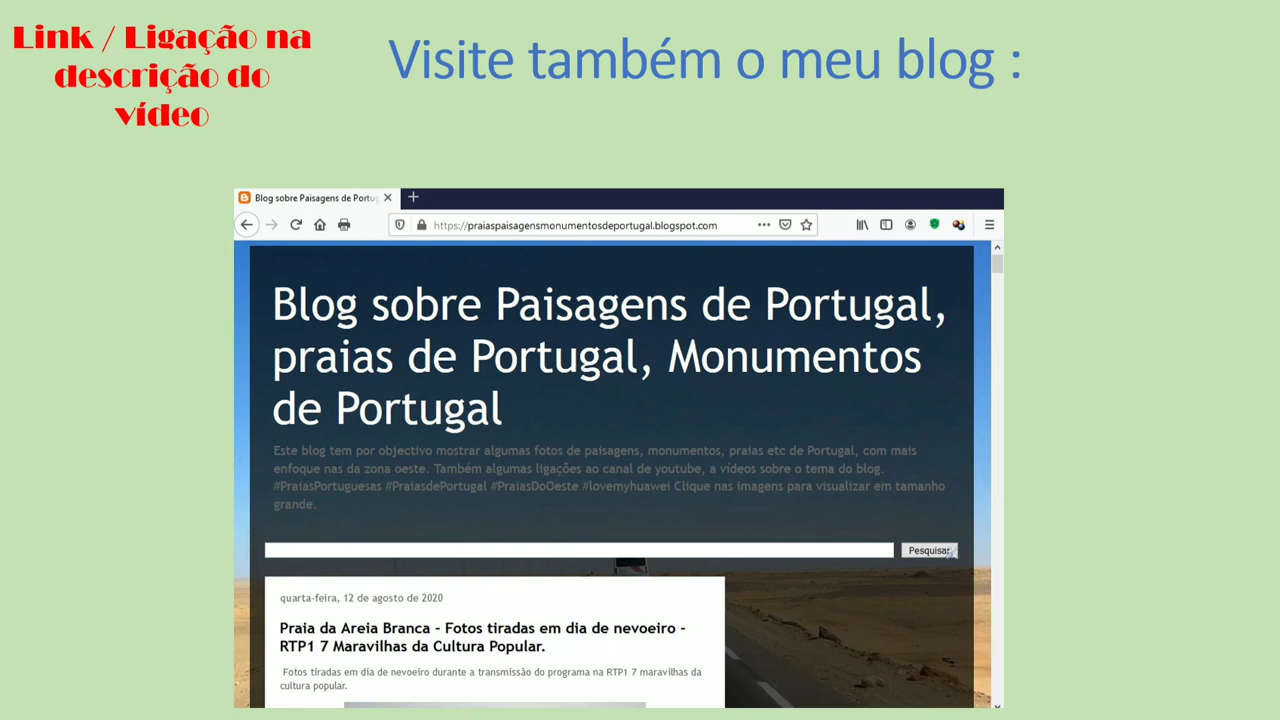 Link / Ligação na
descrição do
vídeo
Visite também o meu blog :
Blog sobre Paisagens de Portug
https://praiaspaisagensmonumentosdeportugal.blogspot.com
Blog sobre Paisagens de Portugal,
praias de Portugal, Monumentos
de Portugal
Este blog tem por objectivo mostrar algumas fotos de paisagens, monumentos, praias etc de Portugal, com mais
enfoque nas da zona oeste. Também algumas ligações ao canal de youtube, a vídeos sobre o tema do blog.
#PraiasPortuguesas #PraiasdePortugal #PraiasDoOeste #lovemyhuawei Clique nas imagens para visualizar em tamanho
grande.
Pesquisar
quarta-feira, 12 de agosto de 2020
Praia da Areia Branca - Fotos tiradas em dia de nevoeiro -
RTP1 7 Maravilhas da Cultura Popular.
Fotos tiradas em dia de nevoeiro durante a transmissão do programa na RTP1 7 maravilhas da
cultura popular.